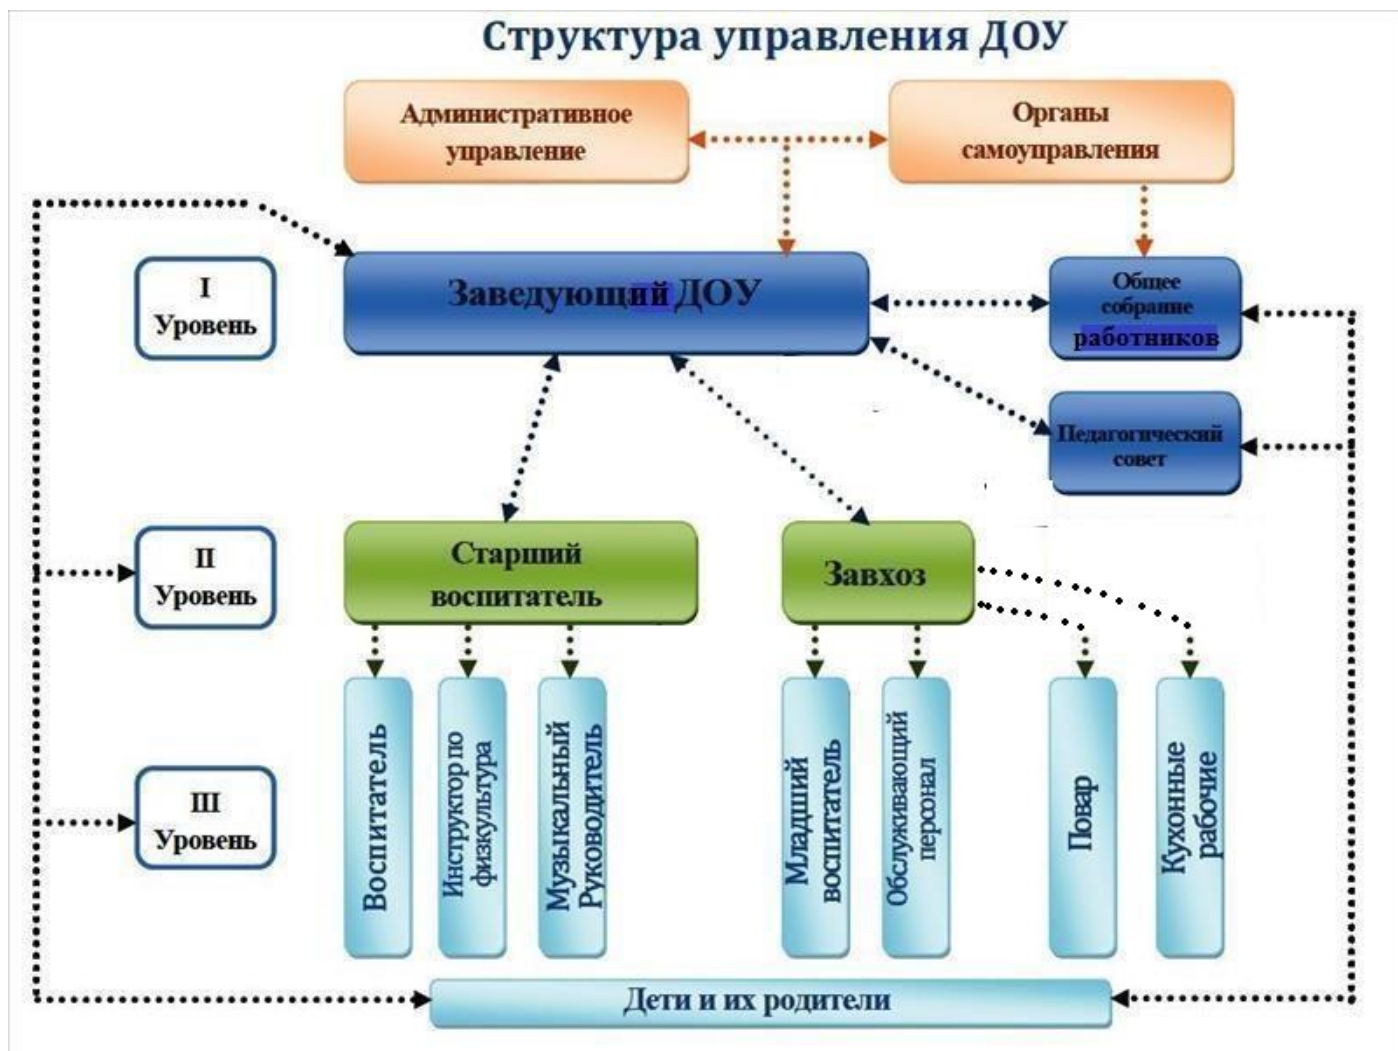 Структура управления ДОУ
Административное
управление
Органы
самоуправления
I
Уровень
Заведующий ДОУ
Общее
собрание
работников
Педагогический
совет
II
Уровень
Старший
воспитатель
Завхоз
III
Уровень
Воспитатель
Инструктор по
физкультура
Музыкальный
Руководитель
Младший
воспитатель
Обслуживающий
персонал
Повар
Кухонные
рабочие
Дети и их родители